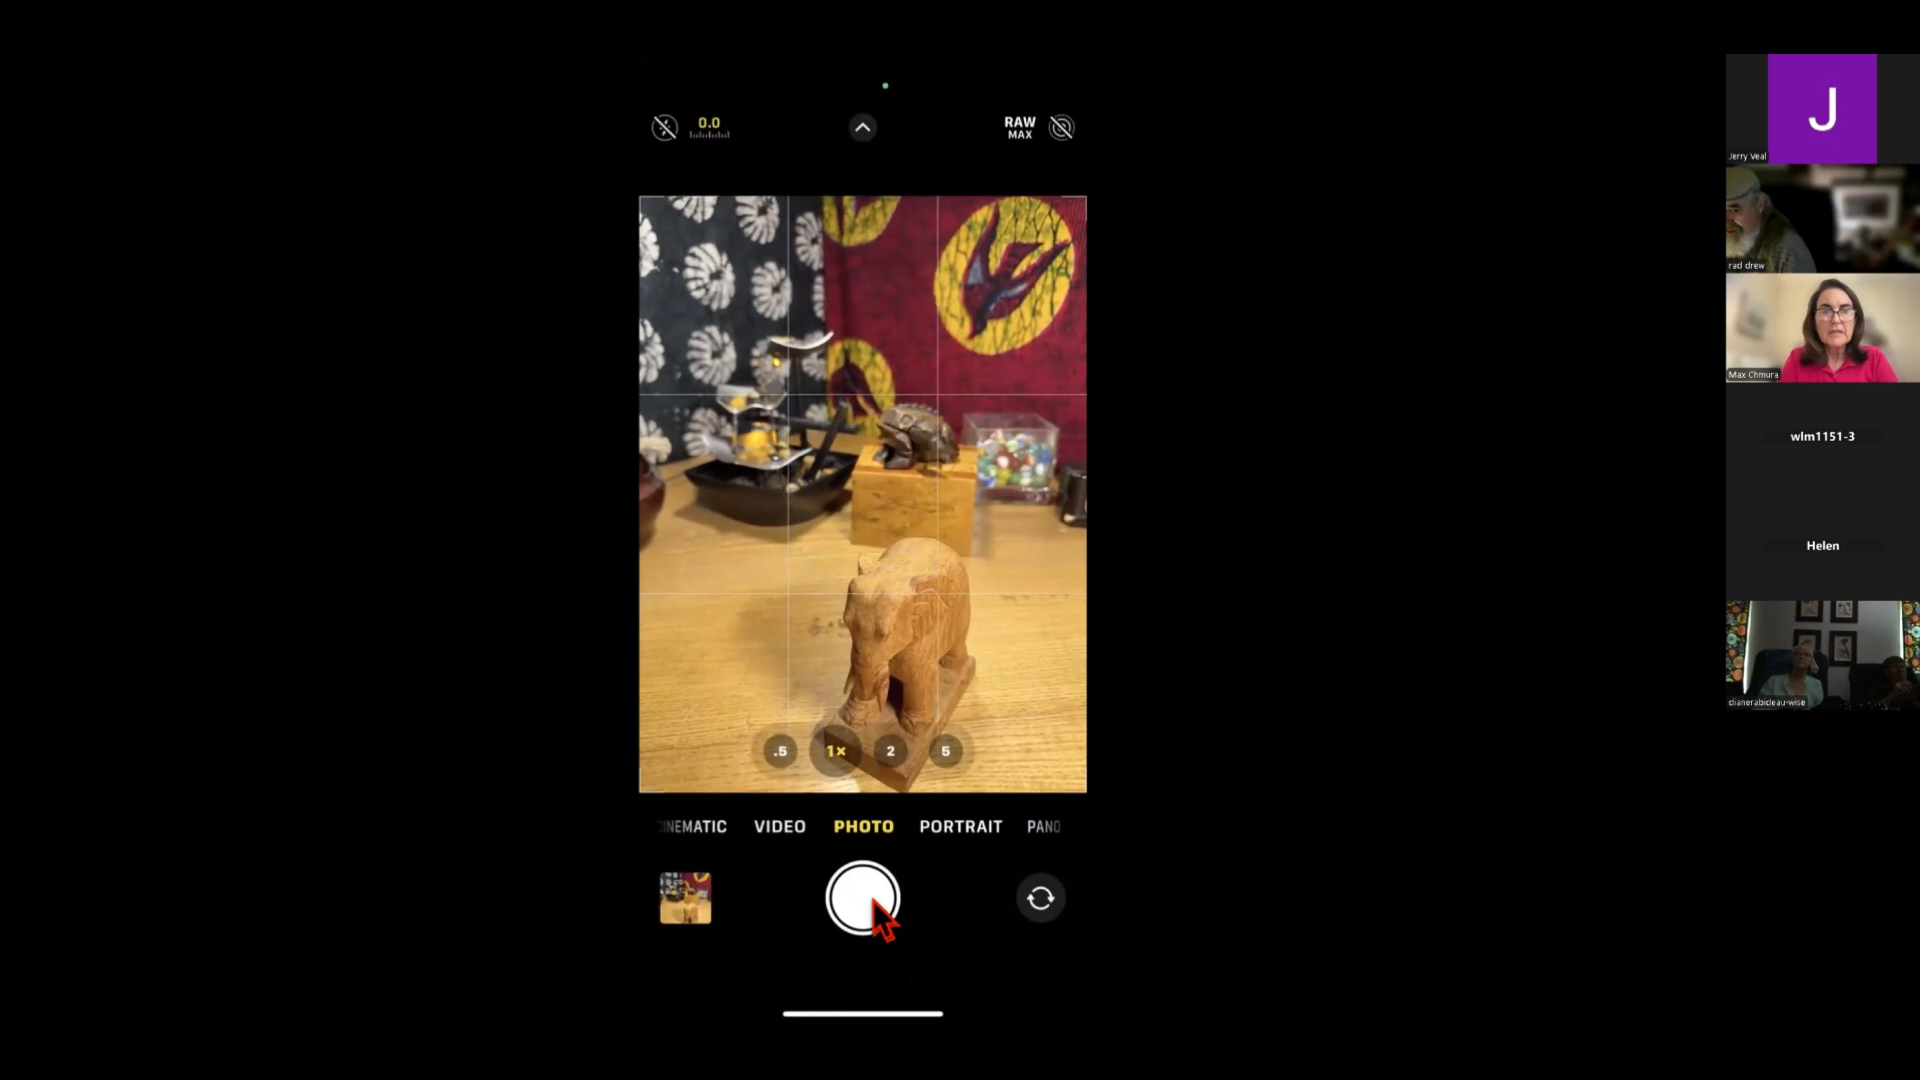 0.0
RAW
MAX
.5 1× 2 5
INEMATIC VIDEO PHOTO PORTRAIT PANO
J
Jerry Veal
rad drew
Max Chmura
wlm1151-3
Helen
dianerabideau-wise